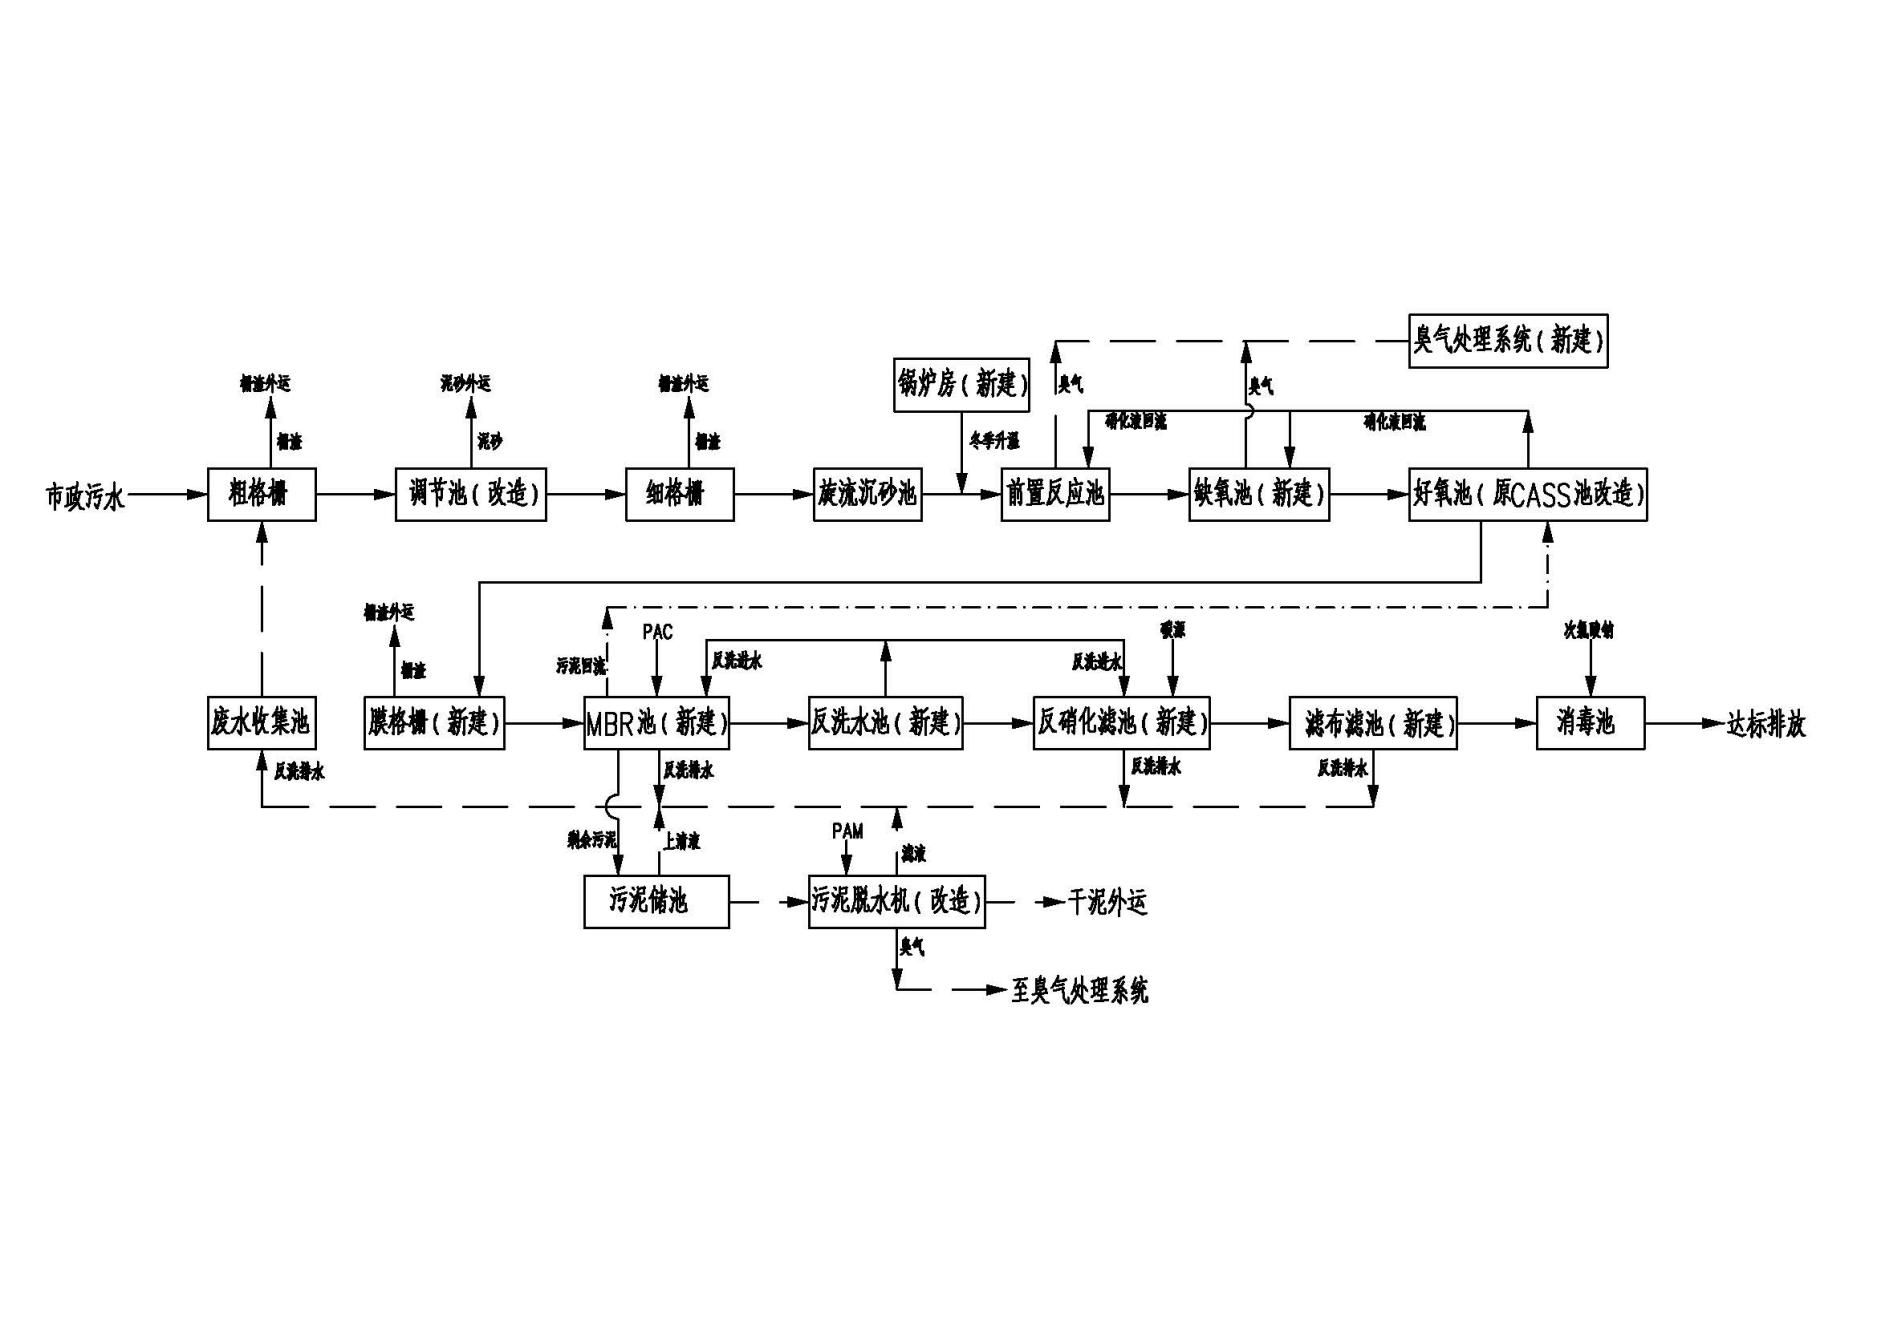 臭气处理系统(新建)
锅炉房(新建)
栅渣外运
泥砂外运
栅渣外运
臭气
臭气
硝化液回流
硝化液回流
栅渣
泥砂
栅渣
冬季升温
市政污水
粗格栅
调节池(改造)
细格栅
旋流沉砂池
前置反应池
缺氧池(新建)
好氧池(原CASS池改造)
栅渣外运
PAC
碳源
次氯酸钠
栅渣
污泥回流
反洗进水
反洗进水
废水收集池
膜格栅(新建)
MBR池(新建)
反洗水池(新建)
反硝化滤池(新建)
滤布滤池(新建)
消毒池
达标排放
反洗排水
反洗排水
反洗排水
反洗排水
剩余污泥
上清液
PAM
滤液
污泥储池
污泥脱水机(改造)
干泥外运
臭气
至臭气处理系统